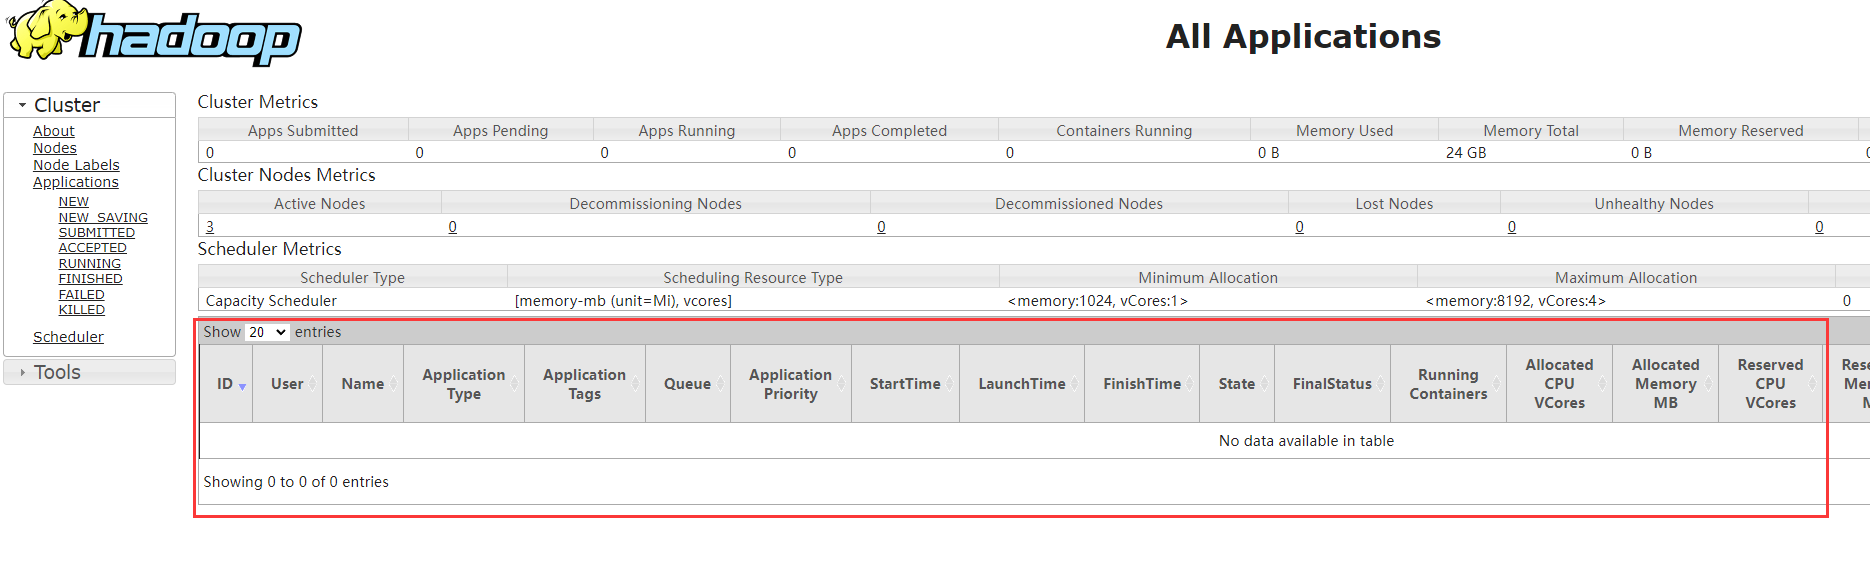 hadoop
All Applications
Cluster
About
Nodes
Node Labels
Applications
NEW
NEW_SAVING
SUBMITTED
ACCEPTED
RUNNING
FINISHED
FAILED
KILLED
Scheduler
Tools
Cluster Metrics
Apps Submitted Apps Pending Apps Running Apps Completed Containers Running Memory Used Memory Total Memory Reserved
0 0 0 0 0 0 B 24 GB 0 B
Cluster Nodes Metrics
Active Nodes Decommissioning Nodes Decommissioned Nodes Lost Nodes Unhealthy Nodes
3 0 0 0 0 0
Scheduler Metrics
Scheduler Type Scheduling Resource Type Minimum Allocation Maximum Allocation
Capacity Scheduler [memory-mb (unit=Mi), vcores] <memory:1024, vCores:1> <memory:8192, vCores:4> 0
Show 20 entries
ID User Name Application Type Application Tags Queue Application Priority StartTime LaunchTime FinishTime State FinalStatus Running Containers Allocated CPU VCores Allocated Memory MB Reserved CPU VCores
No data available in table
Showing 0 to 0 of 0 entries